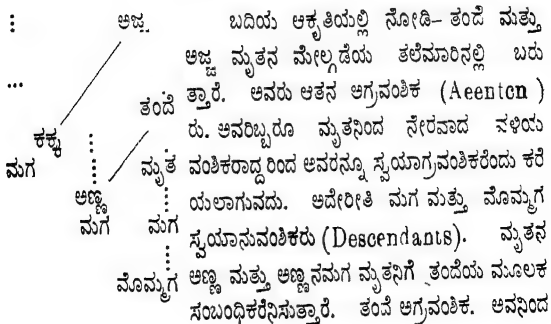 ಅಜ್ಜ
ತಂದೆ
ಕಕ್ಕ
ಮಗ
ಮೃತ
ಅಣ್ಣ
ಮಗ
ಮಗ
ಮೊಮ್ಮಗ
ಬದಿಯ ಆಕೃತಿಯಲ್ಲಿ ನೋಡಿ– ತಂದೆ ಮತ್ತು
ಅಜ್ಜ ಮೃತನ ಮೇಲ್ಗಡೆಯ ತಲೆಮಾರಿನಲ್ಲಿ ಬರು
ತ್ತಾರೆ. ಅವರು ಆತನ ಅಗ್ರವಂಶಿಕ (Aeentcn )
ರು. ಅವರಿಬ್ಬರೂ ಮೃತನಿಂದ ನೇರವಾದ ವಳಿಯ
ವಂಶಿಕರಾದ್ದರಿಂದ ಅವರನ್ನೂ ಸ್ವಯಾಗ್ರವಂಶಿಕರೆಂದು ಕರೆ
ಯಲಾಗುವದು. ಅದೇರೀತಿ ಮಗ ಮತ್ತು ಮೊಮ್ಮಗ
ಸ್ವಯಾನುವಂಶಿಕರು (Descendants). ಮೃತನ
ಅಣ್ಣ ಮತ್ತು ಅಣ್ಣನಮಗ ಮೃತನಿಗೆ ತಂದೆಯ ಮೂಲಕ
ಸಂಬಂಧಿಕರೆನಿಸುತ್ತಾರೆ. ತಂದೆ ಅಗ್ರವಂಶಿಕ. ಅವನಿಂದ